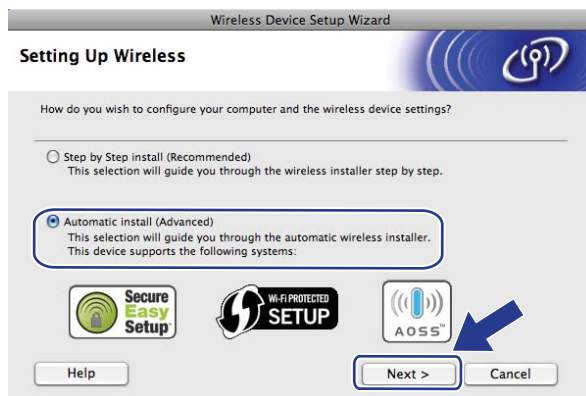 Wireless Device Setup Wizard
Setting Up Wireless
How do you wish to configure your computer and the wireless device settings?
Step by Step install (Recommended)
This selection will guide you through the wireless installer step by step.
Automatic install (Advanced)
This selection will guide you through the automatic wireless installer.
This device supports the following systems:
Secure
Easy
Setup™
Wi-Fi PROTECTED
SETUP
AOSS™
Help
Next >
Cancel